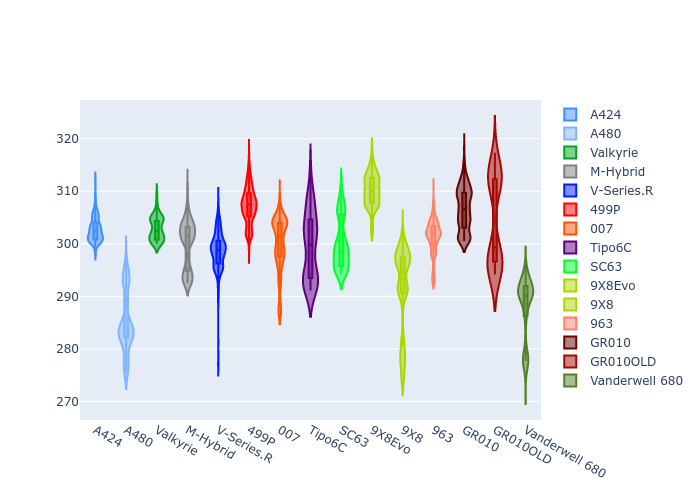 320
310
300
290
280
270
A424
A480
Valkyrie
M-Hybrid
V-Series.R
499P
007
Tipo6C
SC63
9X8Evo
9X8
963
GR010
GR010OLD
Vanderwell 680
A424
A480
Valkyrie
M-Hybrid
V-Series.R
499P
007
Tipo6C
SC63
9X8Evo
9X8
963
GR010
GR010OLD
Vanderwell 680